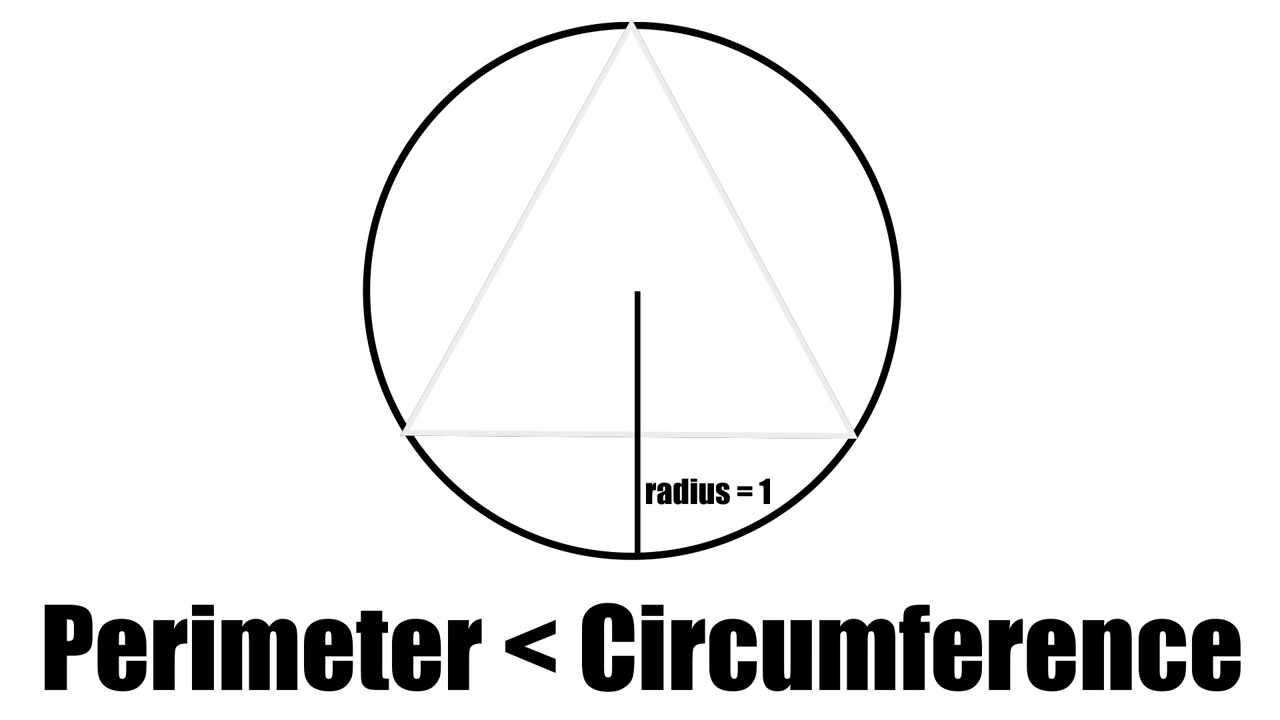 radius = 1
Perimeter < Circumference